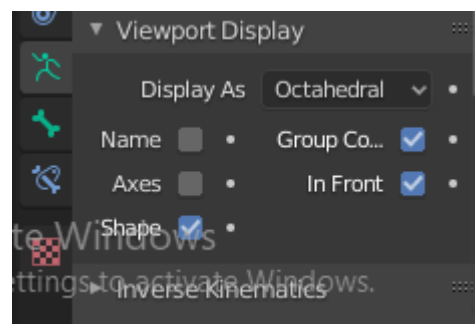 Viewport Display
Display As Octahedral
Name Group Co...
Axes In Front
Shape
te Windows
ettings to activate Windows.
Inverse Kinematics